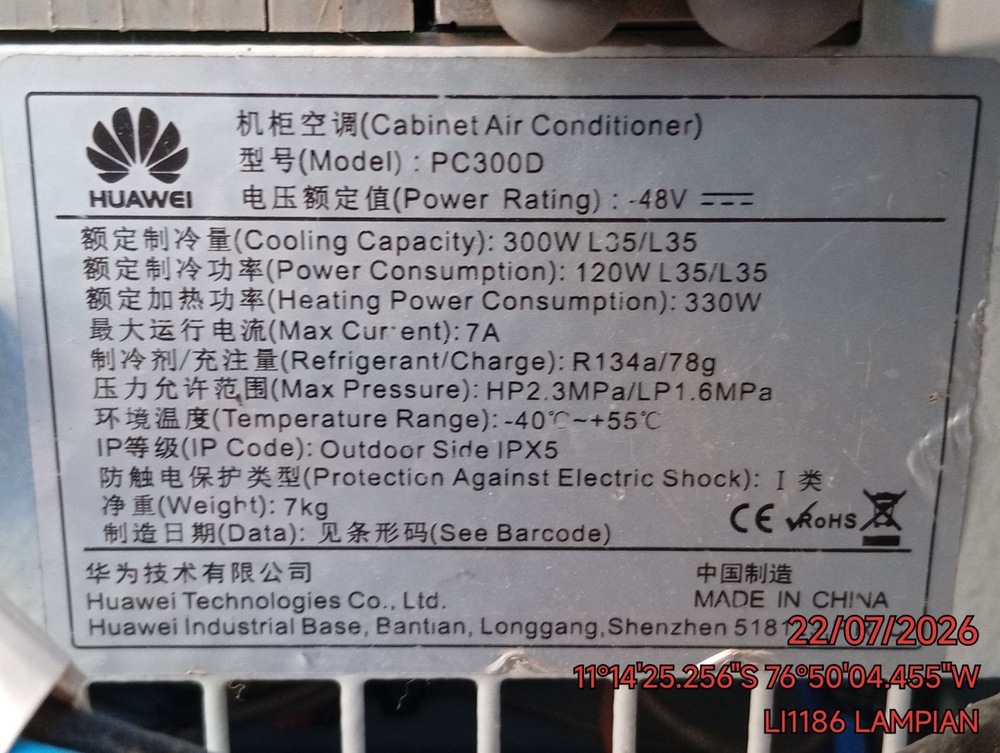 HUAWEI
机柜空调(Cabinet Air Conditioner)
型号(Model) : PC300D
电压额定值(Power Rating) : -48V
额定制冷量(Cooling Capacity): 300W L35/L35
额定制冷功率(Power Consumption): 120W L35/L35
额定加热功率(Heating Power Consumption): 330W
最大运行电流(Max Current): 7A
制冷剂/充注量(Refrigerant/Charge): R134a/78g
压力允许范围(Max Pressure): HP2.3MPa/LP1.6MPa
环境温度(Temperature Range): -40℃~+55℃
IP等级(IP Code): Outdoor Side IPX5
防触电保护类型(Protection Against Electric Shock): I 类
净重(Weight): 7kg
制造日期(Data): 见条形码(See Barcode)
CE RoHS
华为技术有限公司
Huawei Technologies Co., Ltd.
Huawei Industrial Base, Bantian, Longgang,Shenzhen
中国制造
MADE IN CHINA
22/07/2026
11°14'25.256"S 76°50'04.455"W
LI1186 LAMPIAN